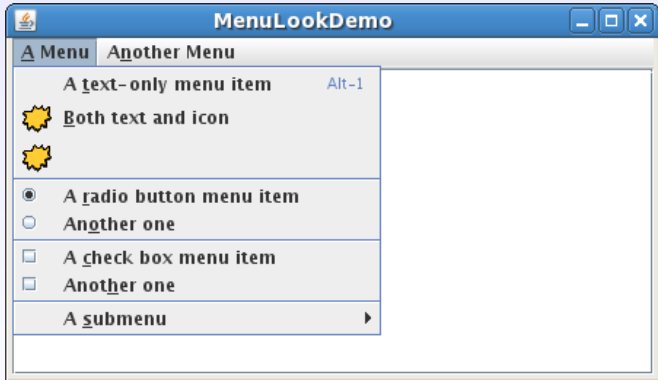 MenuLookDemo
A Menu Another Menu
A text-only menu item Alt-1
Both text and icon
A radio button menu item
Another one
A check box menu item
Another one
A submenu